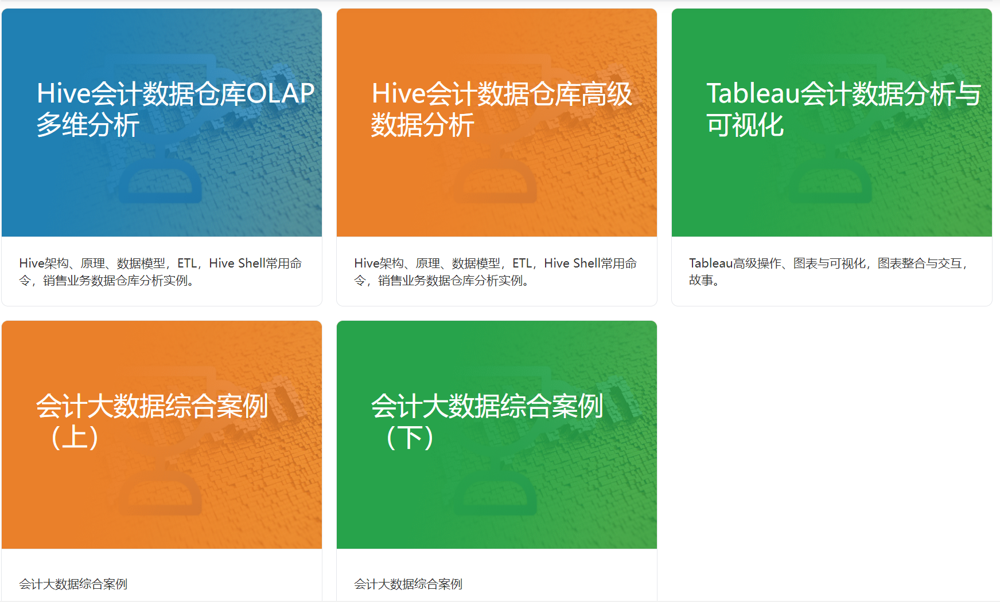 Hive会计数据仓库OLAP
多维分析
Hive架构、原理、数据模型，ETL，Hive Shell常用命
令，销售业务数据仓库分析实例。
Hive会计数据仓库高级
数据分析
Hive架构、原理、数据模型，ETL，Hive Shell常用命
令，销售业务数据仓库分析实例。
Tableau会计数据分析与
可视化
Tableau高级操作、图表与可视化，图表整合与交互，
故事。
会计大数据综合案例
（上）
会计大数据综合案例
会计大数据综合案例
（下）
会计大数据综合案例